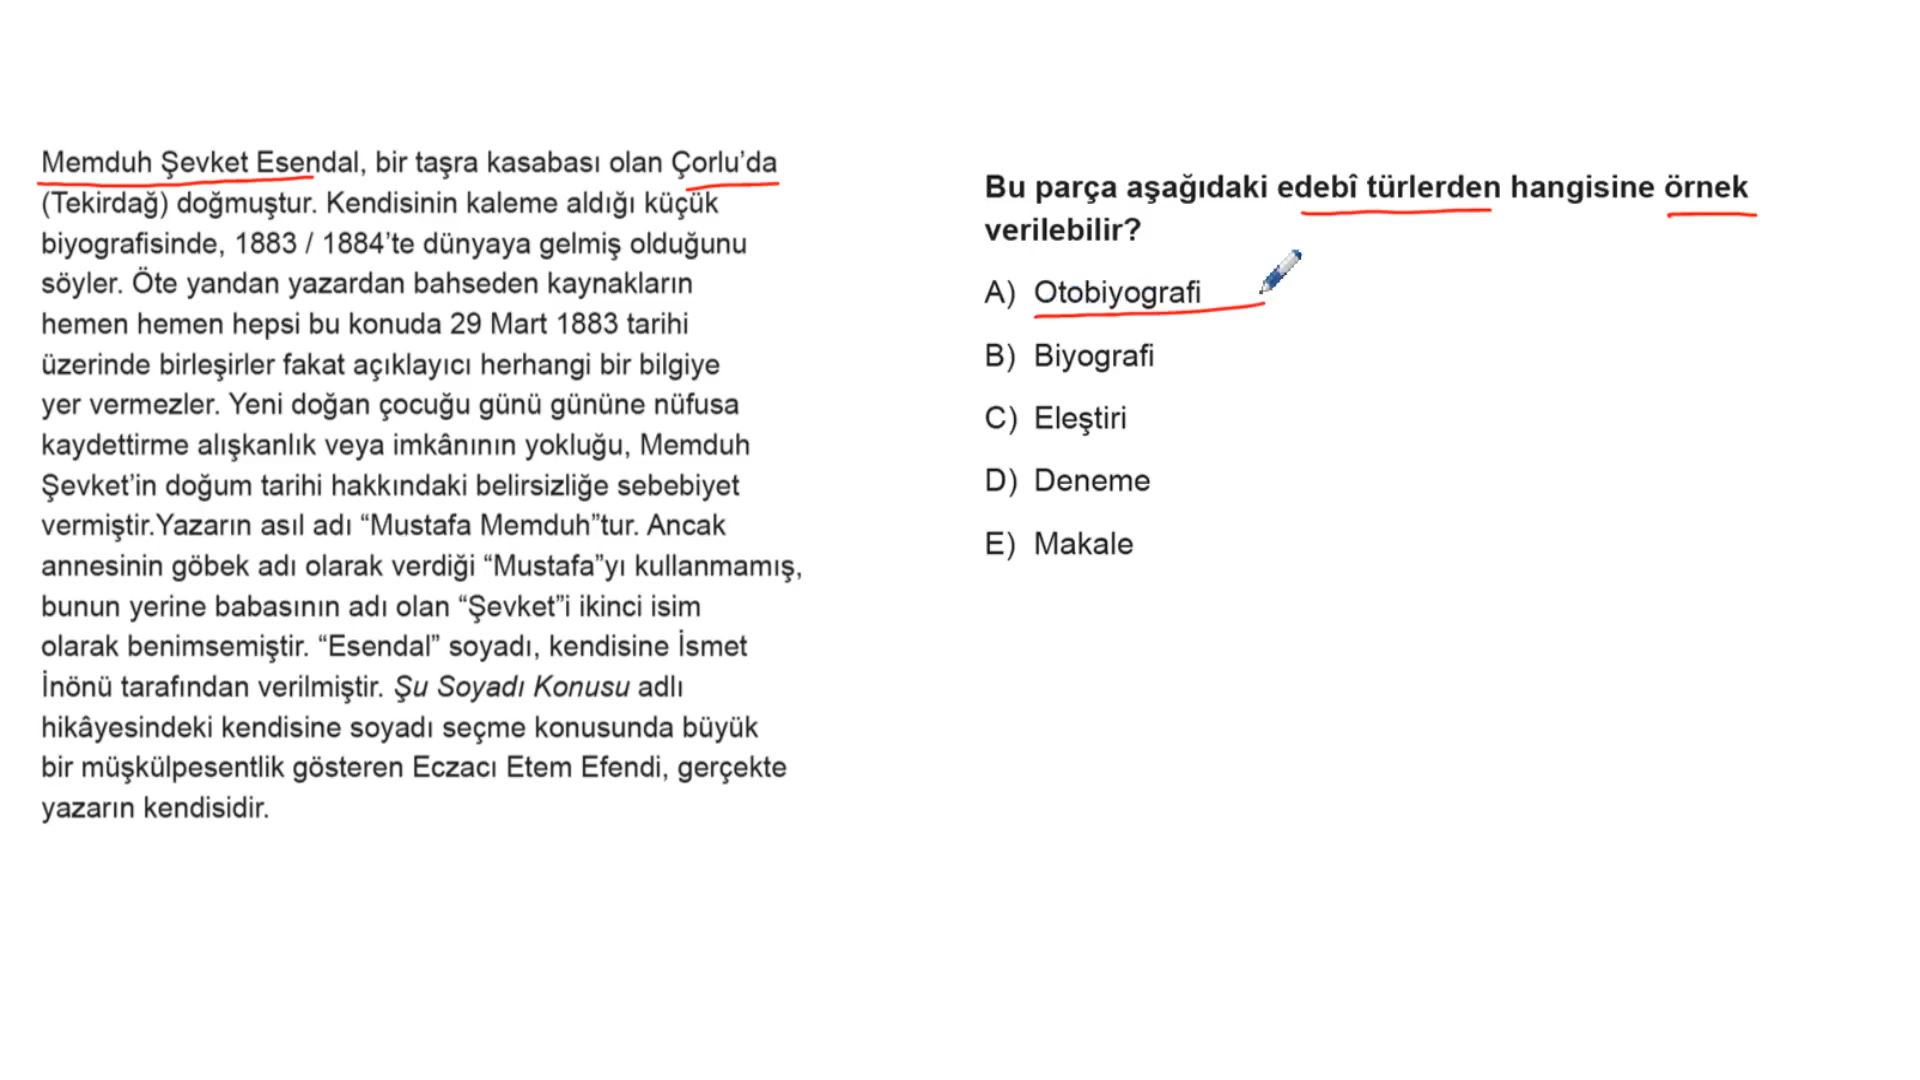 Memduh Şevket Esendal, bir taşra kasabası olan Çorlu’da
(Tekirdağ) doğmuştur. Kendisinin kaleme aldığı küçük
biyografisinde, 1883 / 1884’te dünyaya gelmiş olduğunu
söyler. Öte yandan yazardan bahseden kaynakların
hemen hemen hepsi bu konuda 29 Mart 1883 tarihi
üzerinde birleşirler fakat açıklayıcı herhangi bir bilgiye
yer vermezler. Yeni doğan çocuğu günü gününe nüfusa
kaydettirme alışkanlık veya imkânının yokluğu, Memduh
Şevket’in doğum tarihi hakkındaki belirsizliğe sebebiyet
vermiştir.Yazarın asıl adı “Mustafa Memduh”tur. Ancak
annesinin göbek adı olarak verdiği “Mustafa”yı kullanmamış,
bunun yerine babasının adı olan “Şevket”i ikinci isim
olarak benimsemiştir. “Esendal” soyadı, kendisine İsmet
İnönü tarafından verilmiştir. Şu Soyadı Konusu adlı
hikâyesindeki kendisine soyadı seçme konusunda büyük
bir müşkülpesentlik gösteren Eczacı Etem Efendi, gerçekte
yazarın kendisidir.
Bu parça aşağıdaki edebî türlerden hangisine örnek
verilebilir?
A) Otobiyografi
B) Biyografi
C) Eleştiri
D) Deneme
E) Makale